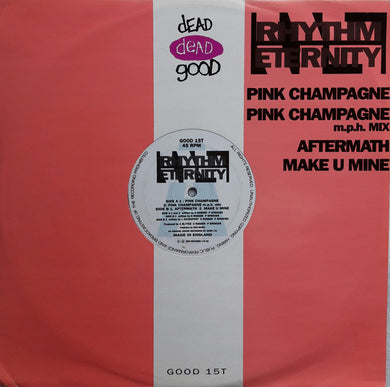 dEAD
dEAD
gOOD
RHYTHM
ETERNITY
PINK CHAMPAGNE
PINK CHAMPAGNE
m.p.h. MIX
AFTERMATH
MAKE U MINE
GOOD 15T
45 RPM
RHYTHM
ETERNITY
SIDE A 1. PINK CHAMPAGNE
2. PINK CHAMPAGNE m.p.h. mix
SIDE B 1. AFTERMATH 2. MAKE U MINE
MADE IN ENGLAND
GOOD 15T